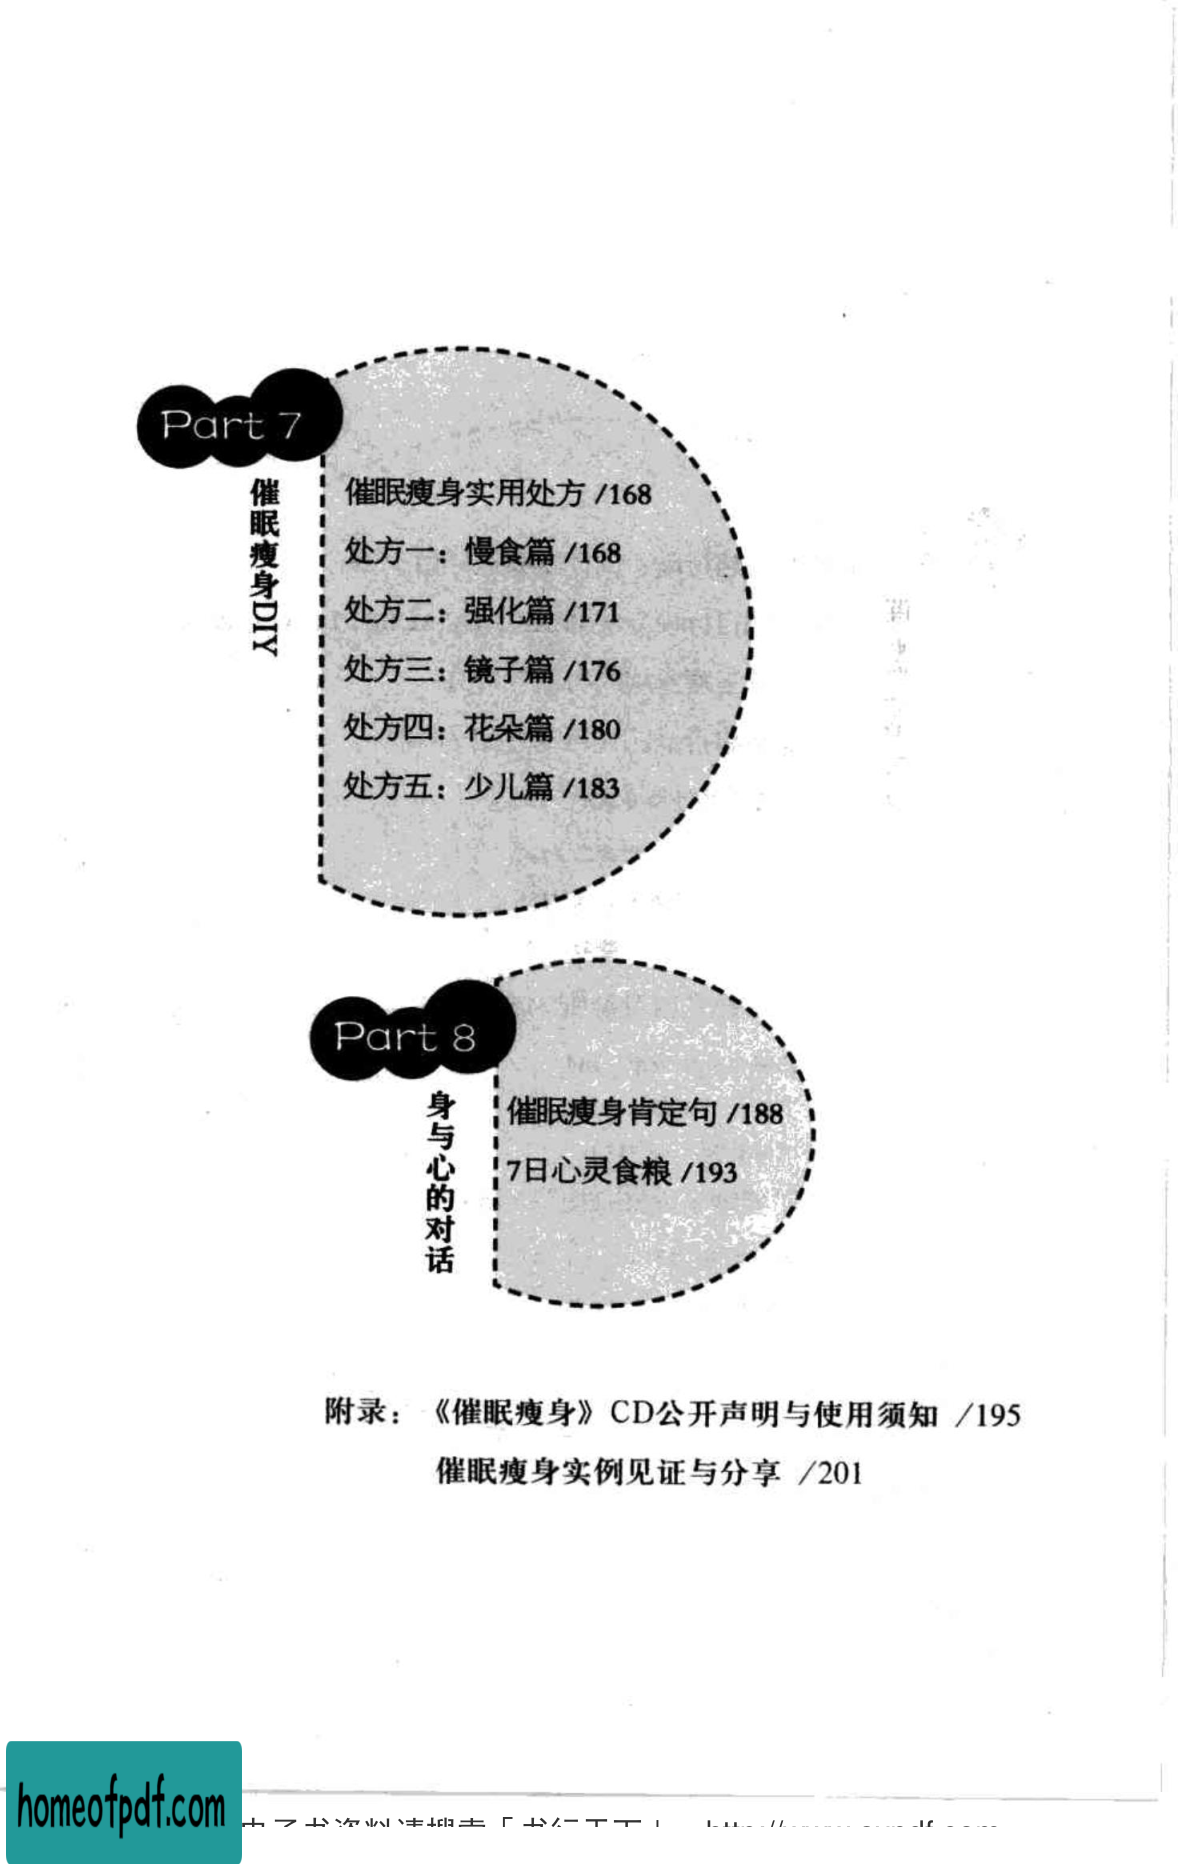 Part 7
催眠瘦身DIY
催眠瘦身实用处方 /168
处方一：慢食篇 /168
处方二：强化篇 /171
处方三：镜子篇 /176
处方四：花朵篇 /180
处方五：少儿篇 /183
Part 8
身与心的对话
催眠瘦身肯定句 /188
7日心灵食粮 /193
附录：《催眠瘦身》CD公开声明与使用须知 /195
催眠瘦身实例见证与分享 /201
homeofpdf.com